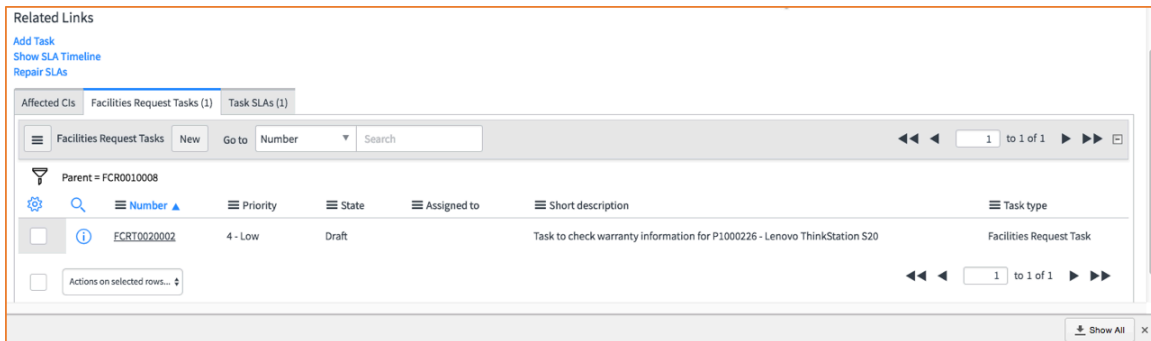 Related Links
Add Task
Show SLA Timeline
Repair SLAs
Affected CIs Facilities Request Tasks (1) Task SLAs (1)
Facilities Request Tasks New Go to Number Search 1 to 1 of 1
Parent = FCR0010008
Number Priority State Assigned to Short description Task type
FCRT0020002 4 - Low Draft Task to check warranty information for P1000226 - Lenovo ThinkStation S20 Facilities Request Task
Actions on selected rows... 1 to 1 of 1
Show All